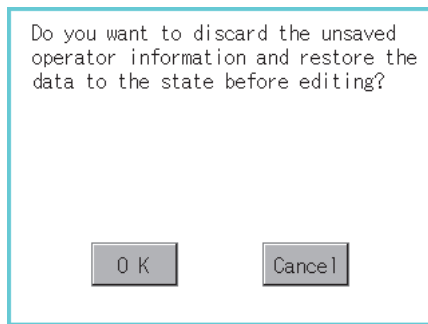 Do you want to discard the unsaved
operator information and restore the
data to the state before editing?
O K
Cancel